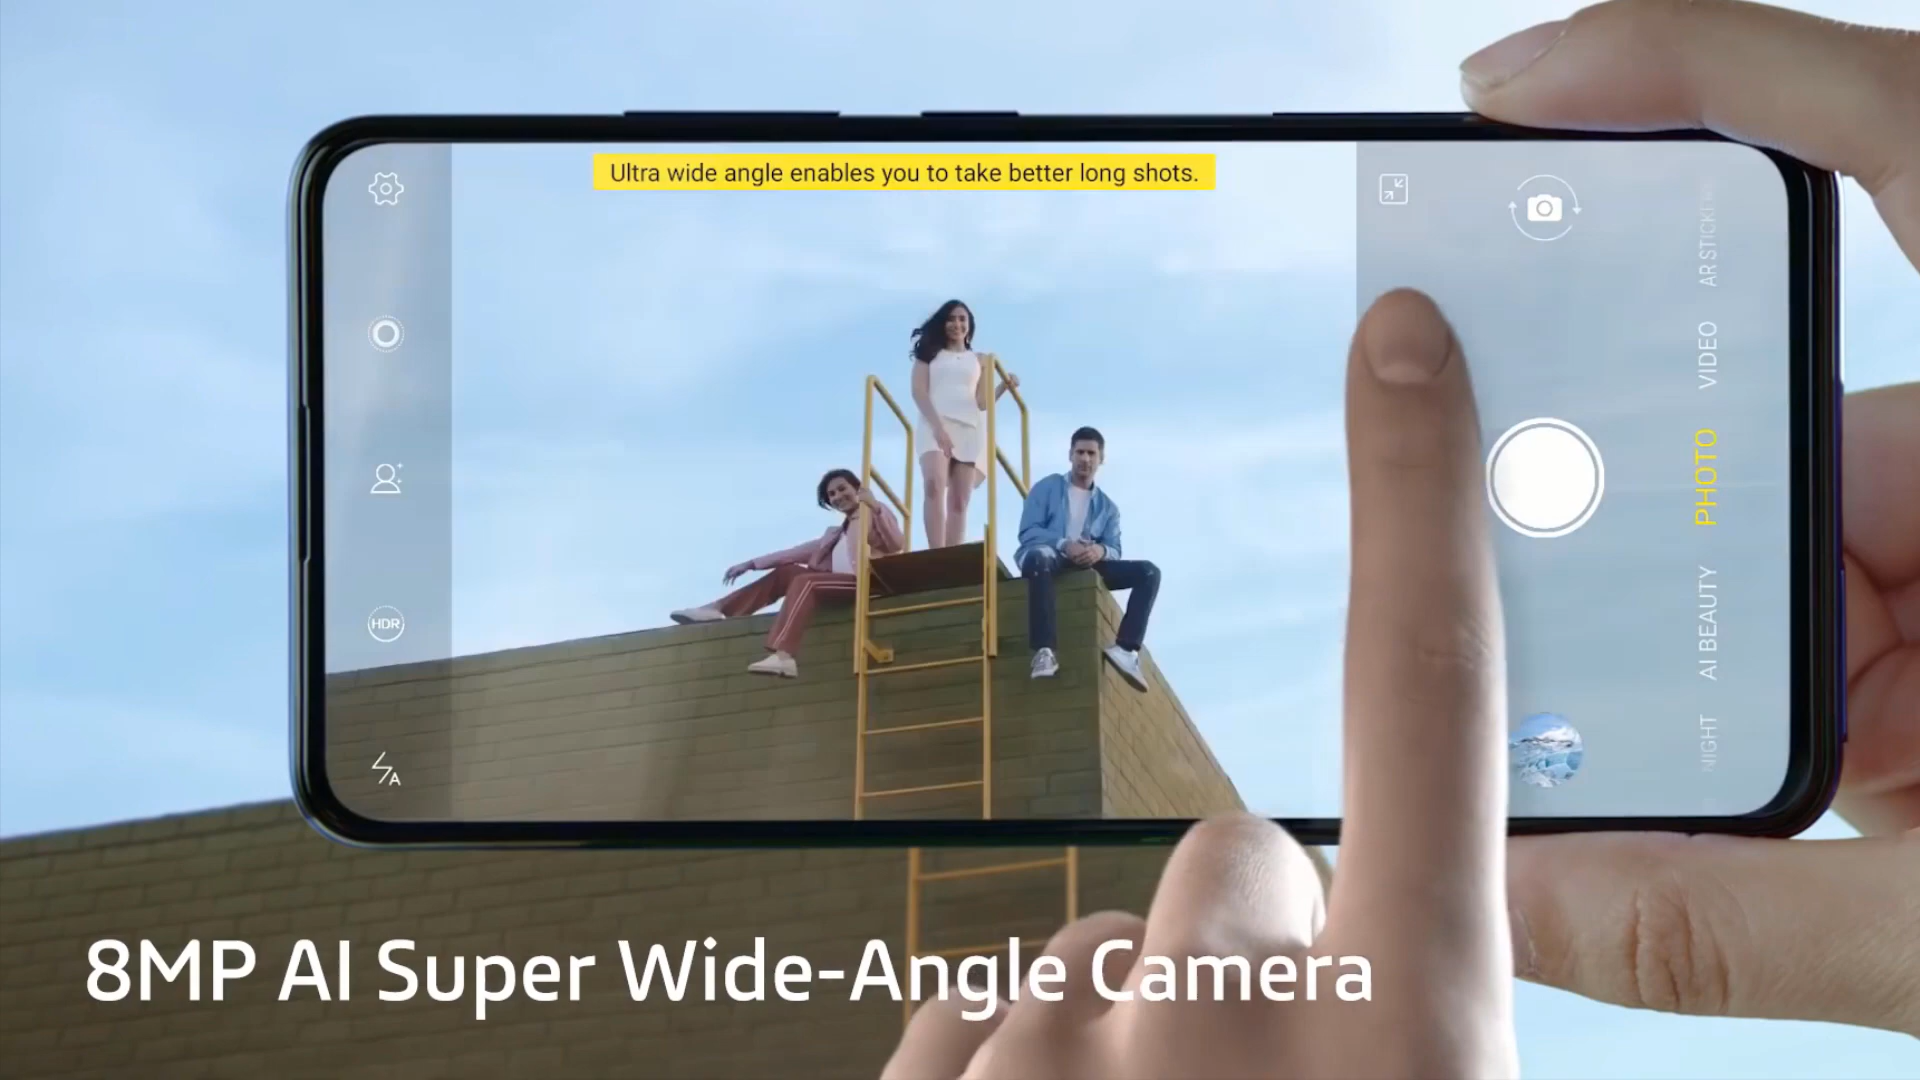 Ultra wide angle enables you to take better long shots.
AR STICKER
VIDEO
PHOTO
AI BEAUTY
NIGHT
HDR
A
8MP AI Super Wide-Angle Camera